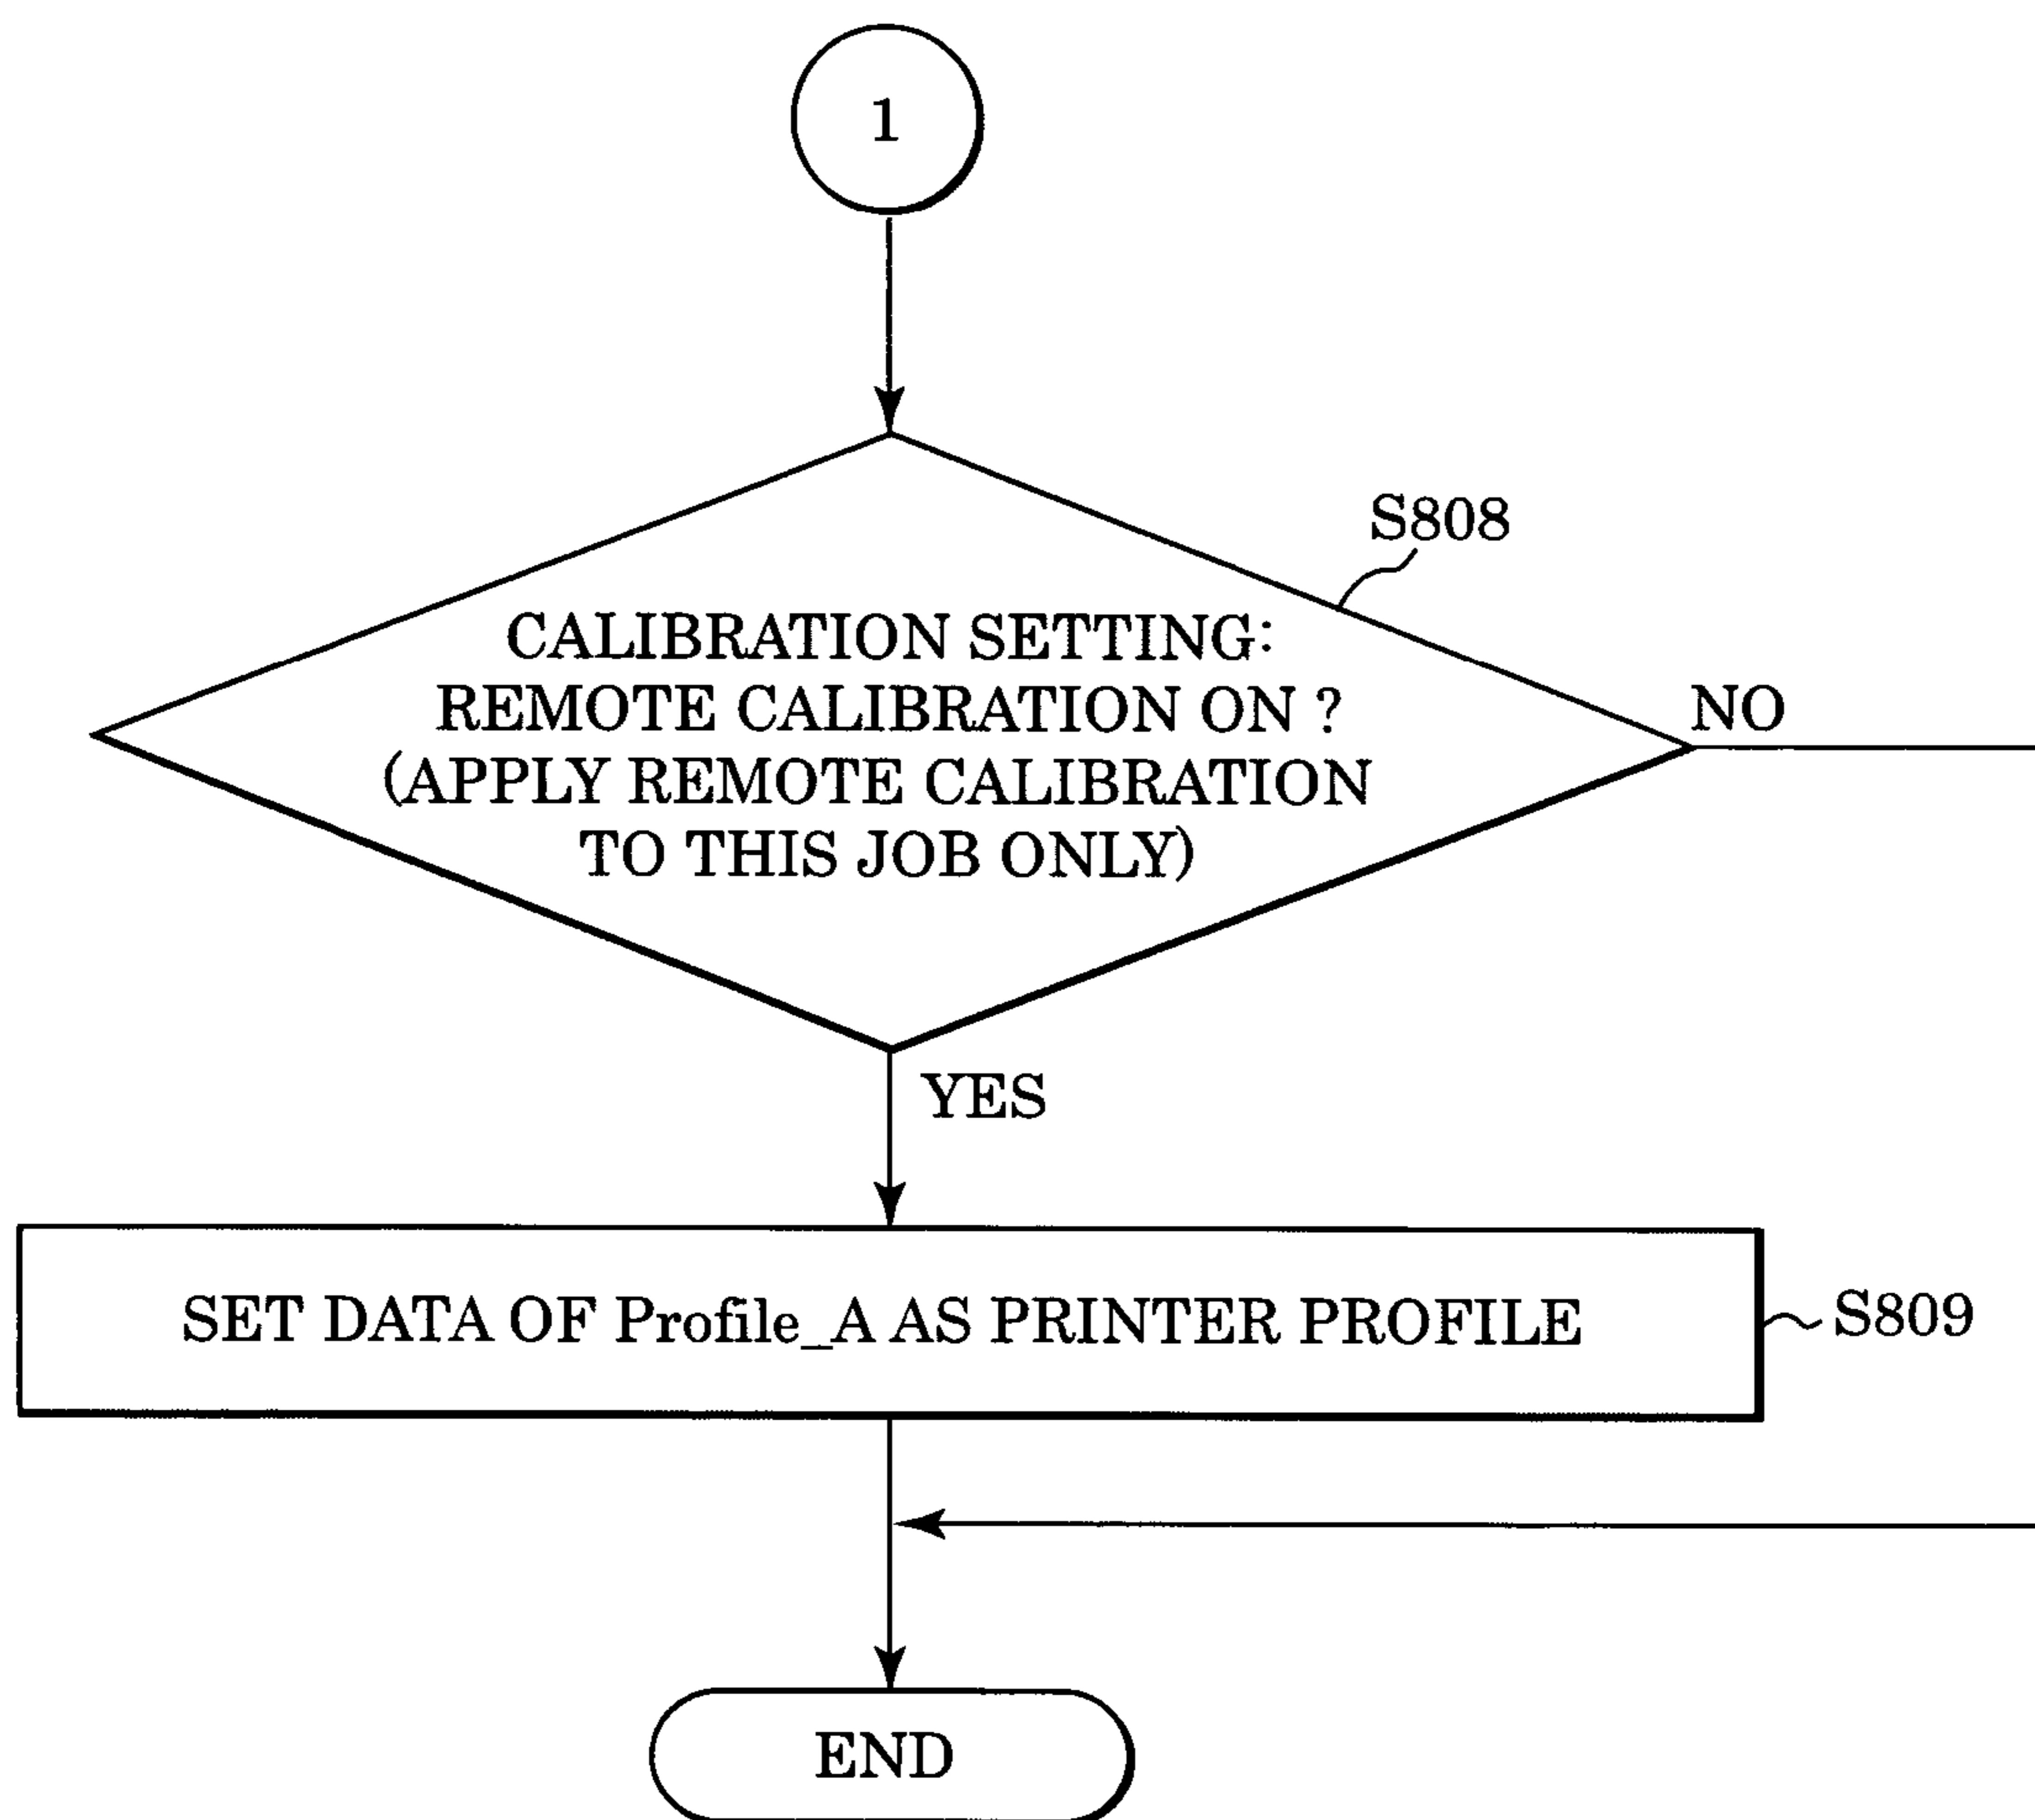 1
S808
CALIBRATION SETTING:
REMOTE CALIBRATION ON ?
(APPLY REMOTE CALIBRATION
TO THIS JOB ONLY)
NO
YES
SET DATA OF Profile_A AS PRINTER PROFILE
S809
END